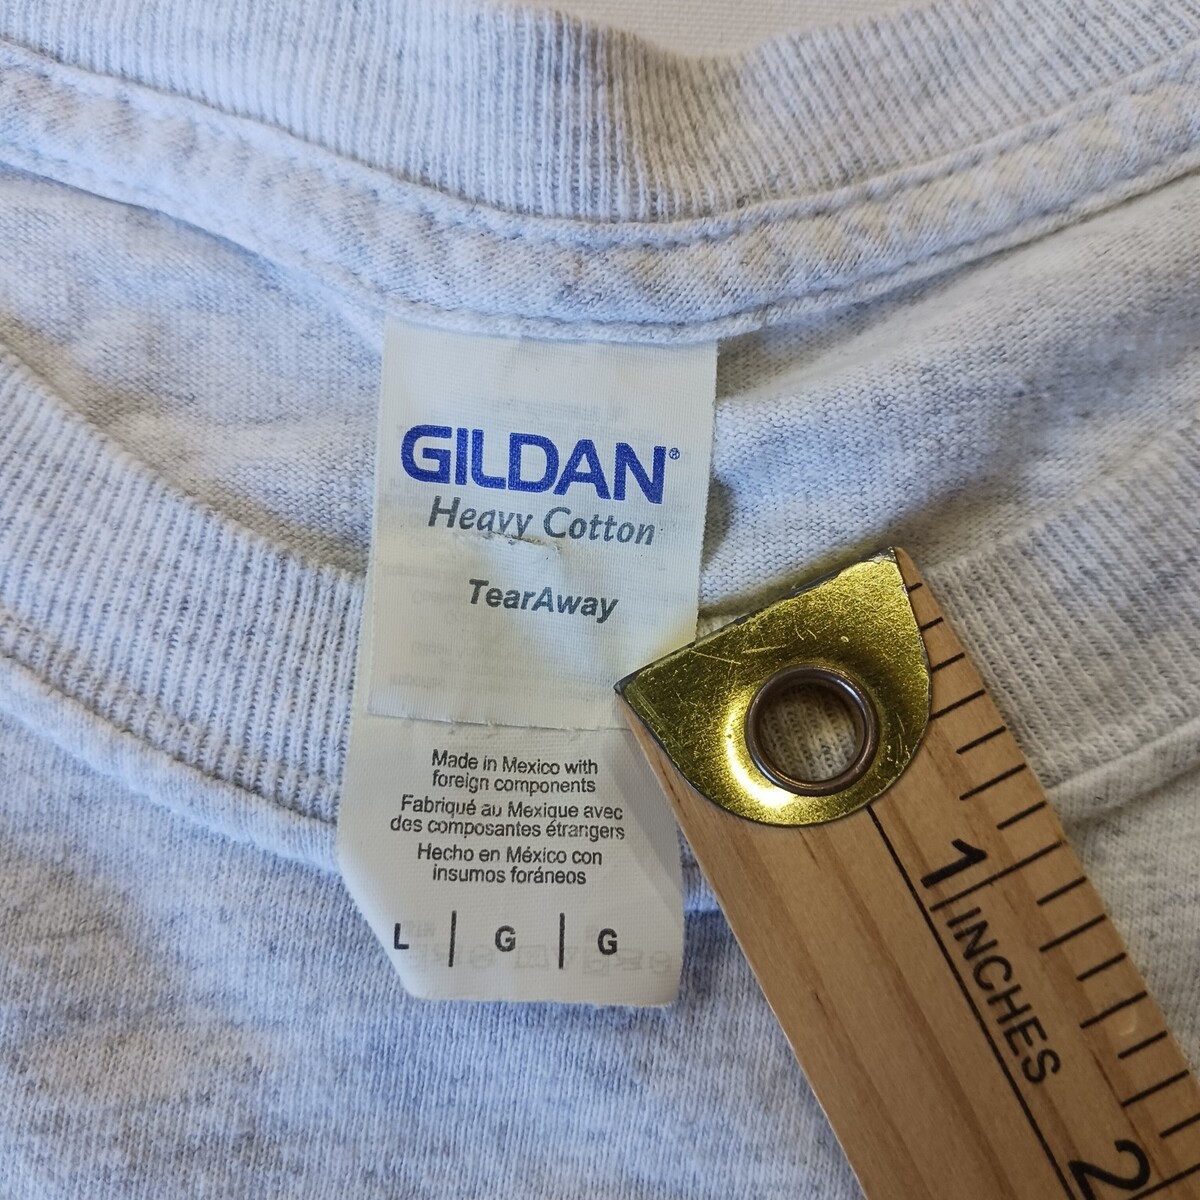 GILDAN®
Heavy Cotton
TearAway
Made in Mexico with
foreign components
Fabriqué au Mexique avec
des composantes étrangers
Hecho en México con
insumos foráneos
L | G | G
1
INCHES
2